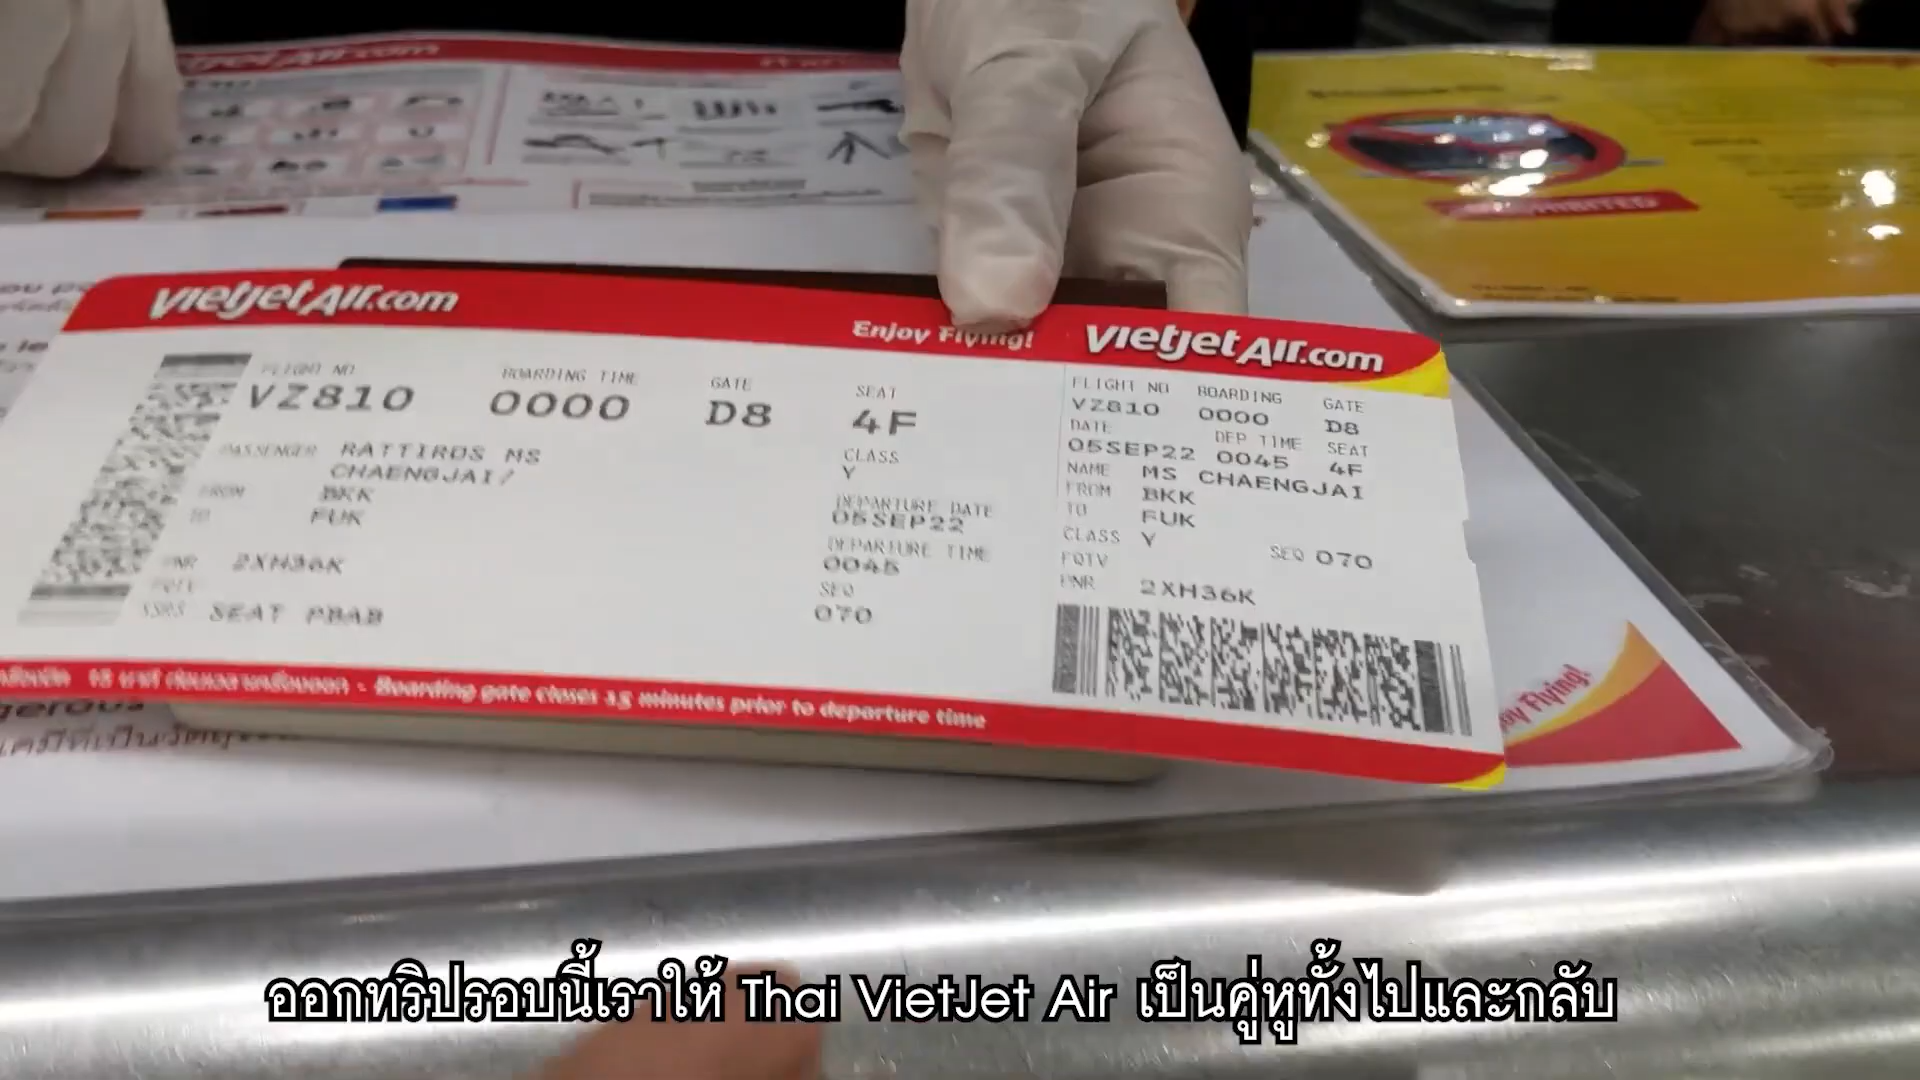 VietjetAir.com
Enjoy Flying!
VietjetAir.com
FLIGHT NO
VZ810
BOARDING TIME
0000
GATE
D8
SEAT
4F
PASSENGER RATTIROS MS
CHAENGJAI/
CLASS
Y
FROM BKK
TO FUK
DEPARTURE DATE
05SEP22
DEPARTURE TIME
0045
PNR 2XH36K
FQTV
SSRS SEAT PBAB
SEQ
070
- Boarding gate closes 15 minutes prior to departure time
FLIGHT NO BOARDING GATE
VZ810 0000 D8
DATE DEP TIME SEAT
05SEP22 0045 4F
NAME MS CHAENGJAI
FROM BKK
TO FUK
CLASS Y SEQ 070
FQTV
PNR 2XH36K
Flying!
ออกทริปรอบนี้เราให้ Thai VietJet Air เป็นคู่หูทั้งไปและกลับ